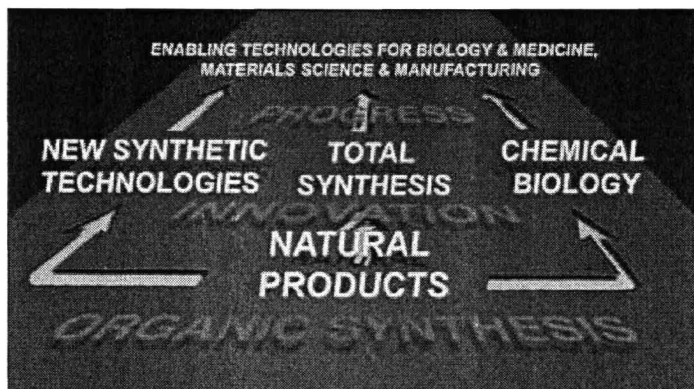 ENABLING TECHNOLOGIES FOR BIOLOGY & MEDICINE,
MATERIALS SCIENCE & MANUFACTURING
PROGRESS
NEW SYNTHETIC
TECHNOLOGIES
TOTAL
SYNTHESIS
CHEMICAL
BIOLOGY
INNOVATION
NATURAL
PRODUCTS
ORGANIC SYNTHESIS